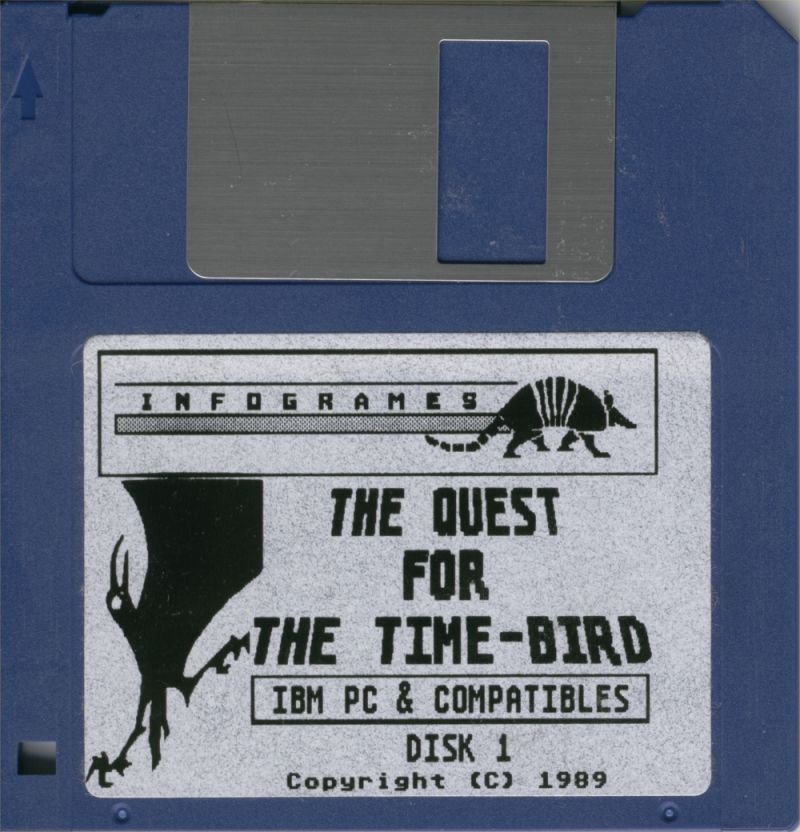 INFOGRAMES
THE QUEST
FOR
THE TIME-BIRD
IBM PC & COMPATIBLES
DISK 1
Copyright (C) 1989